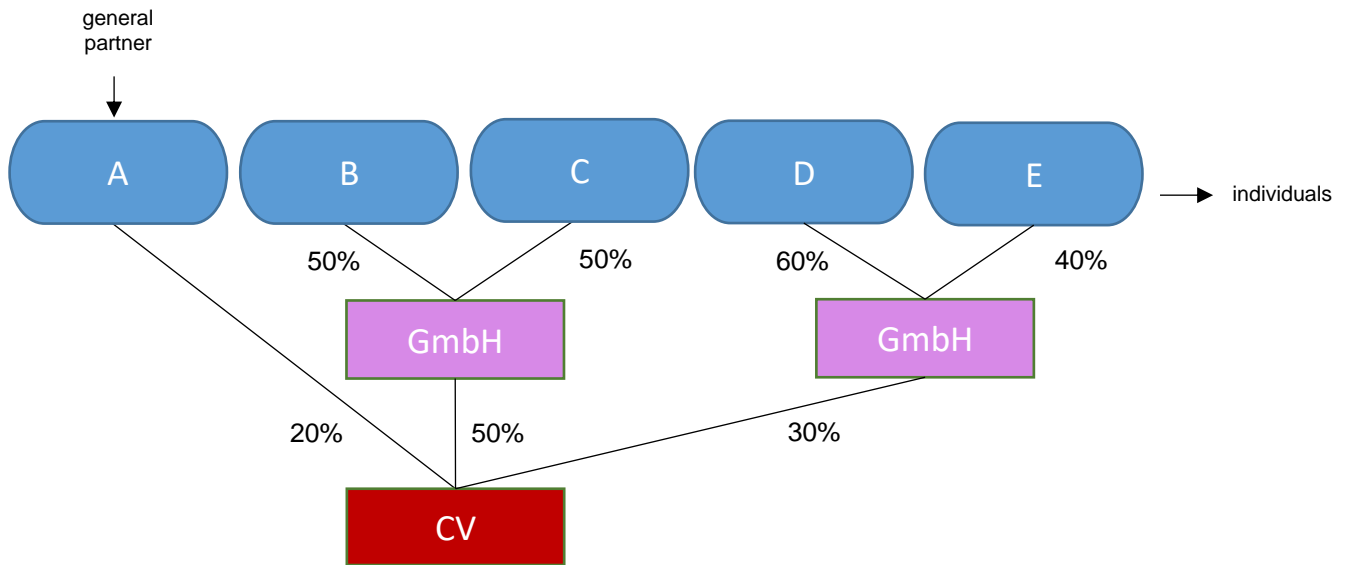 general
partner
A
B
C
D
E
individuals
50%
50%
60%
40%
GmbH
GmbH
20%
50%
30%
CV